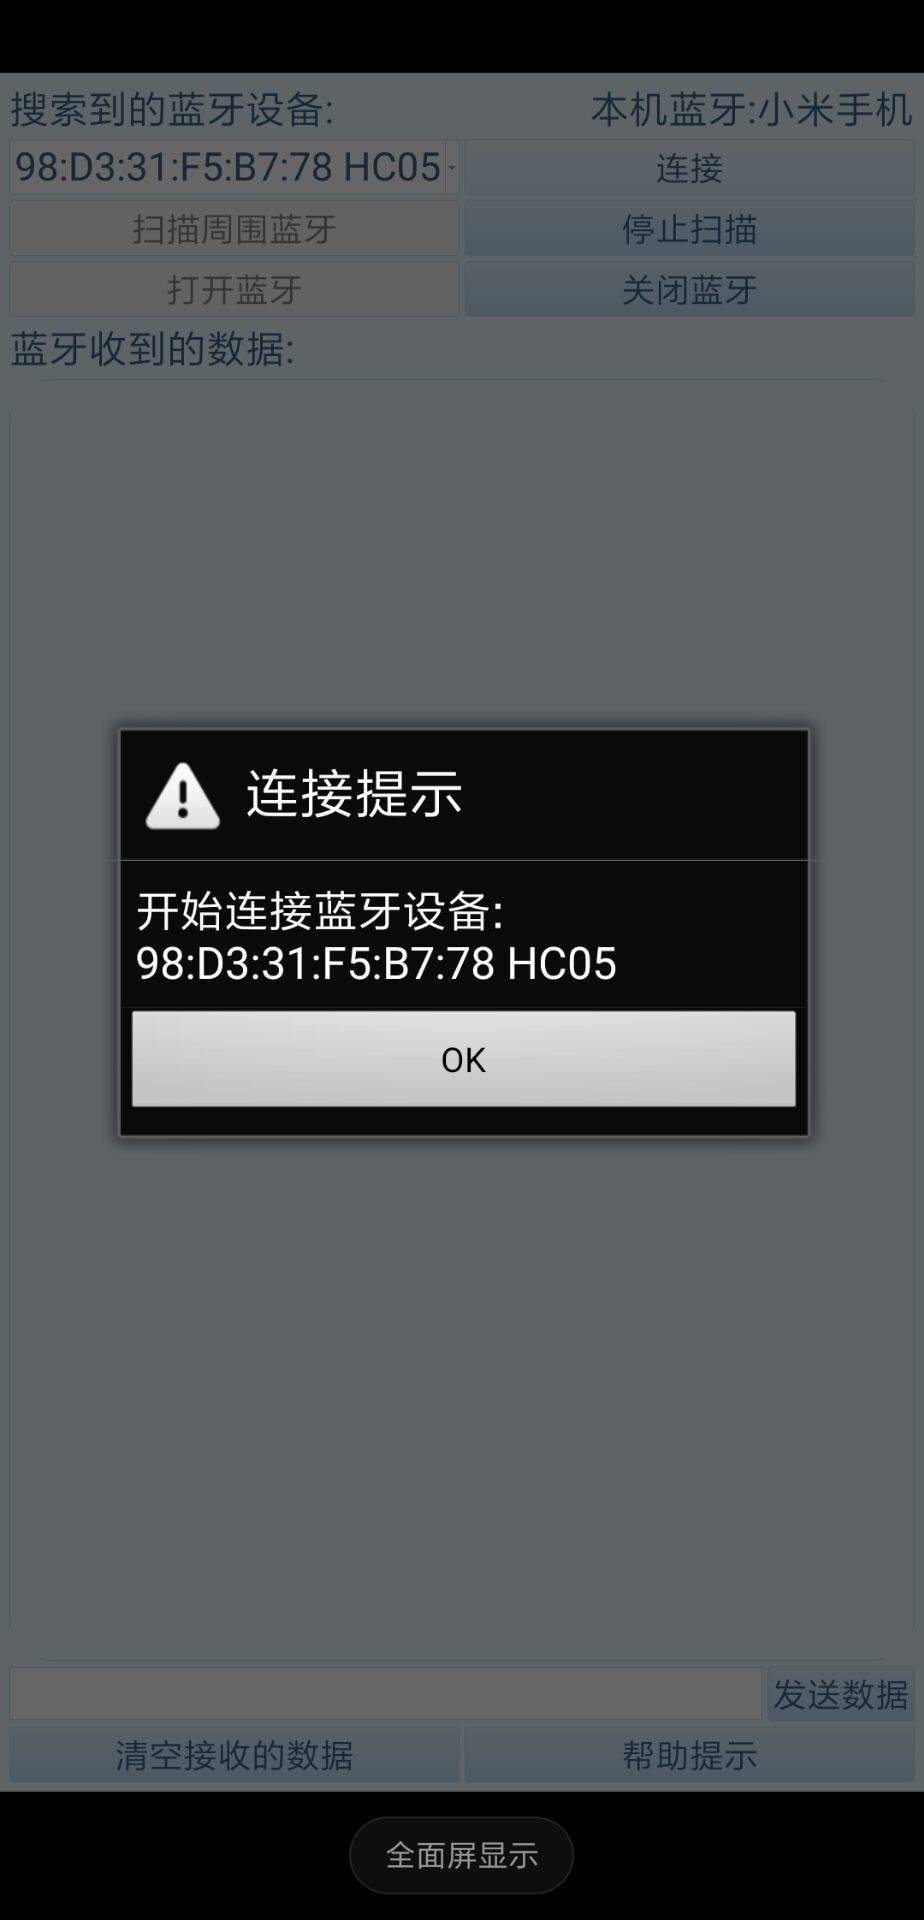 搜索到的蓝牙设备: 本机蓝牙:小米手机
98:D3:31:F5:B7:78 HC05 连接
扫描周围蓝牙 停止扫描
打开蓝牙 关闭蓝牙
蓝牙收到的数据:
连接提示
开始连接蓝牙设备:
98:D3:31:F5:B7:78 HC05
OK
发送数据
清空接收的数据 帮助提示
全面屏显示